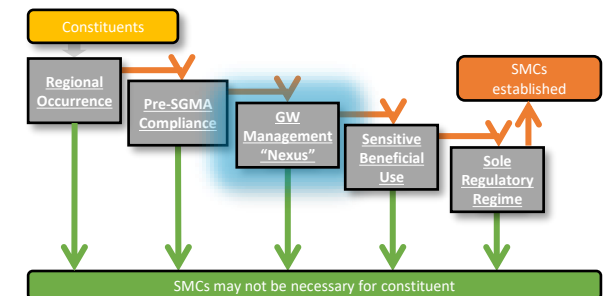 Constituents
Regional
Occurrence
Pre-SGMA
Compliance
GW
Management
“Nexus”
Sensitive
Beneficial
Use
Sole
Regulatory
Regime
SMCs
established
SMCs may not be necessary for constituent